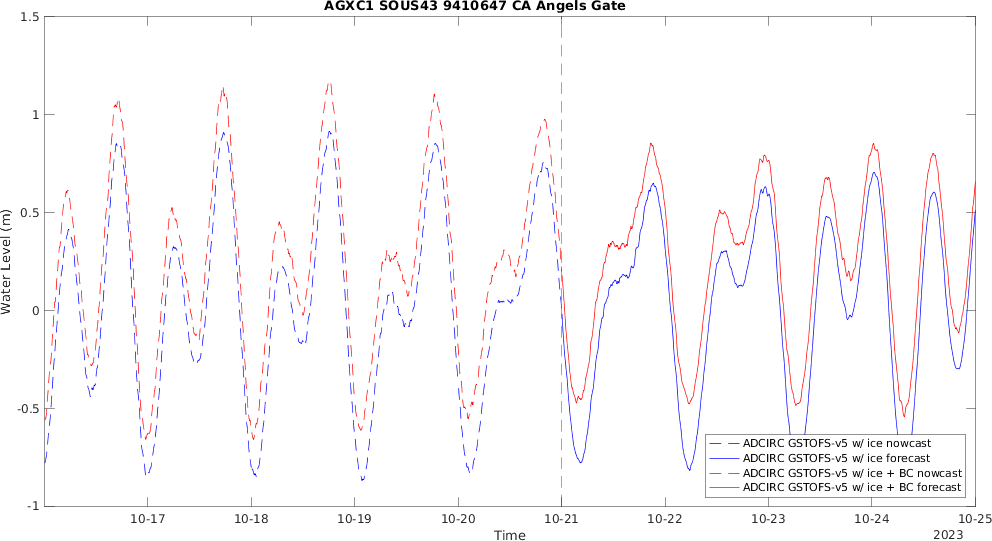 AGXC1 SOUS43 9410647 CA Angels Gate
1.5
1
0.5
0
-0.5
-1
Water Level (m)
10-17
10-18
10-19
10-20
10-21
10-22
10-23
10-24
10-25
Time
2023
ADCIRC GSTOFS-v5 w/ ice nowcast
ADCIRC GSTOFS-v5 w/ ice forecast
ADCIRC GSTOFS-v5 w/ ice + BC nowcast
ADCIRC GSTOFS-v5 w/ ice + BC forecast